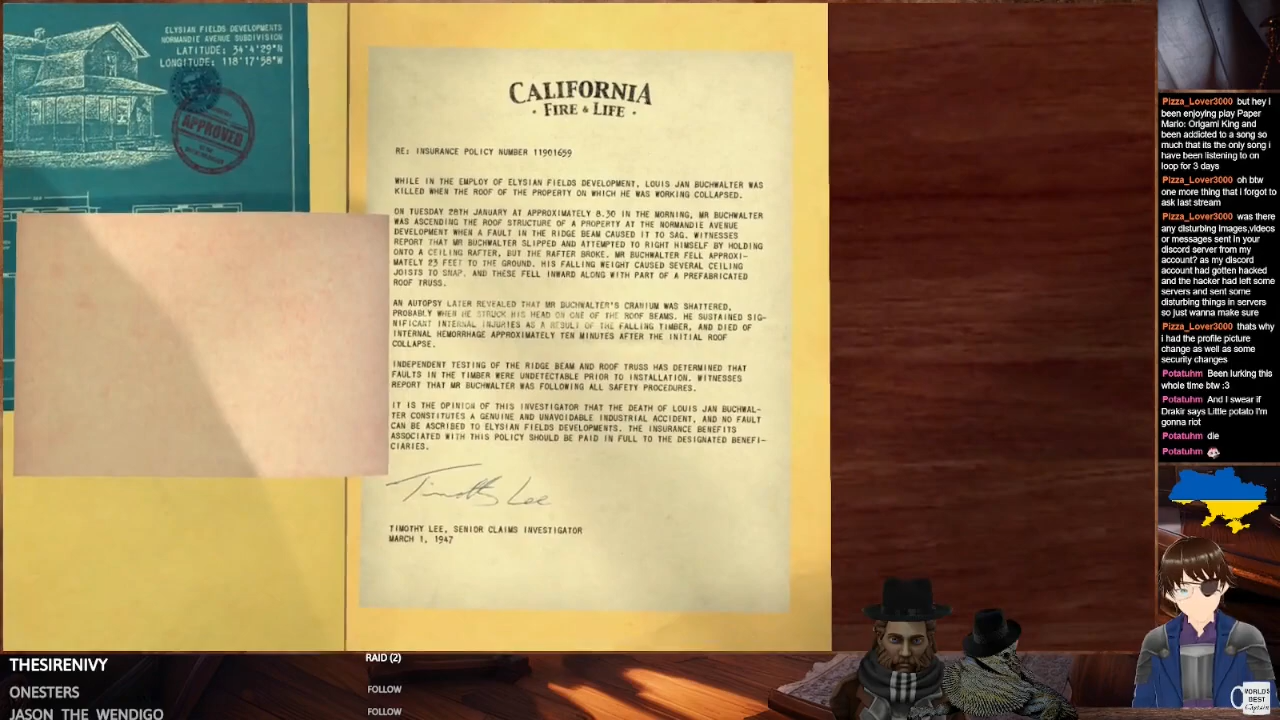 ELYSIAN FIELDS DEVELOPMENTS
NORMANDIE AVENUE SUBDIVISION
LATITUDE: 34°4'29"N
LONGITUDE: 118°17'58"W
APPROVED
CALIFORNIA
FIRE & LIFE
RE: INSURANCE POLICY NUMBER 11901659
WHILE IN THE EMPLOY OF ELYSIAN FIELDS DEVELOPMENT, LOUIS JAN BUCHWALTER WAS
KILLED WHEN THE ROOF OF THE PROPERTY ON WHICH HE WAS WORKING COLLAPSED.
ON TUESDAY 28TH JANUARY AT APPROXIMATELY 8.30 IN THE MORNING, MR BUCHWALTER
WAS ASCENDING THE ROOF STRUCTURE OF A PROPERTY AT THE NORMANDIE AVENUE
DEVELOPMENT WHEN A FAULT IN THE RIDGE BEAM CAUSED IT TO SAG. WITNESSES
REPORT THAT MR BUCHWALTER SLIPPED AND ATTEMPTED TO RIGHT HIMSELF BY HOLDING
ONTO A CEILING RAFTER, BUT THE RAFTER BROKE. MR BUCHWALTER FELL APPROXI-
MATELY 23 FEET TO THE GROUND. HIS FALLING WEIGHT CAUSED SEVERAL CEILING
JOISTS TO SNAP, AND THESE FELL INWARD ALONG WITH PART OF A PREFABRICATED
ROOF TRUSS.
AN AUTOPSY LATER REVEALED THAT MR BUCHWALTER'S CRANIUM WAS SHATTERED,
PROBABLY WHEN HE STRUCK HIS HEAD ON ONE OF THE ROOF BEAMS. HE SUSTAINED SIG-
NIFICANT INTERNAL INJURIES AS A RESULT OF THE FALLING TIMBER, AND DIED OF
INTERNAL HEMORRHAGE APPROXIMATELY TEN MINUTES AFTER THE INITIAL ROOF
COLLAPSE.
INDEPENDENT TESTING OF THE RIDGE BEAM AND ROOF TRUSS HAS DETERMINED THAT
FAULTS IN THE TIMBER WERE UNDETECTABLE PRIOR TO INSTALLATION. WITNESSES
REPORT THAT MR BUCHWALTER WAS FOLLOWING ALL SAFETY PROCEDURES.
IT IS THE OPINION OF THIS INVESTIGATOR THAT THE DEATH OF LOUIS JAN BUCHWAL-
TER CONSTITUTES A GENUINE AND UNAVOIDABLE INDUSTRIAL ACCIDENT, AND NO FAULT
CAN BE ASCRIBED TO ELYSIAN FIELDS DEVELOPMENTS. THE INSURANCE BENEFITS
ASSOCIATED WITH THIS POLICY SHOULD BE PAID IN FULL TO THE DESIGNATED BENEFI-
CIARIES.
Timothy Lee
TIMOTHY LEE, SENIOR CLAIMS INVESTIGATOR
MARCH 1, 1947
Pizza_Lover3000 but hey i
been enjoying play Paper
Mario: Origami King and
been addicted to a song so
much that its the only song i
have been listening to on
loop for 3 days
Pizza_Lover3000 oh btw
one more thing that i forgot to
ask last stream
Pizza_Lover3000 was there
any disturbing images,videos
or messages sent in your
discord server from my
account? as my discord
account had gotten hacked
and the hacker had left some
servers and sent some
disturbing things in servers
so just wanna make sure
Pizza_Lover3000 thats why
i had the profile picture
change as well as some
security changes
Potatuhm Been lurking this
whole time btw :3
Potatuhm And I swear if
Drakir says Little potato I'm
gonna riot
Potatuhm die
Potatuhm
WORLD'S
BEST
Captain
THESIRENIVY
RAID (2)
ONESTERS
FOLLOW
JASON_THE_WENDIGO
FOLLOW